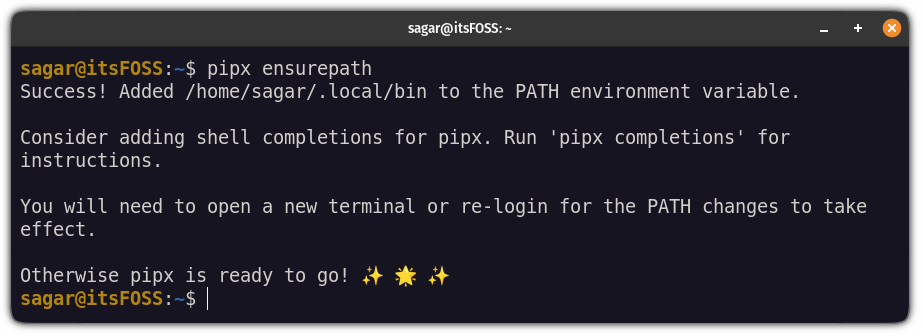 sagar@itsFOSS: ~
sagar@itsFOSS:~$ pipx ensurepath
Success! Added /home/sagar/.local/bin to the PATH environment variable.
Consider adding shell completions for pipx. Run 'pipx completions' for
instructions.
You will need to open a new terminal or re-login for the PATH changes to take
effect.
Otherwise pipx is ready to go! ✨ 🌟 ✨
sagar@itsFOSS:~$